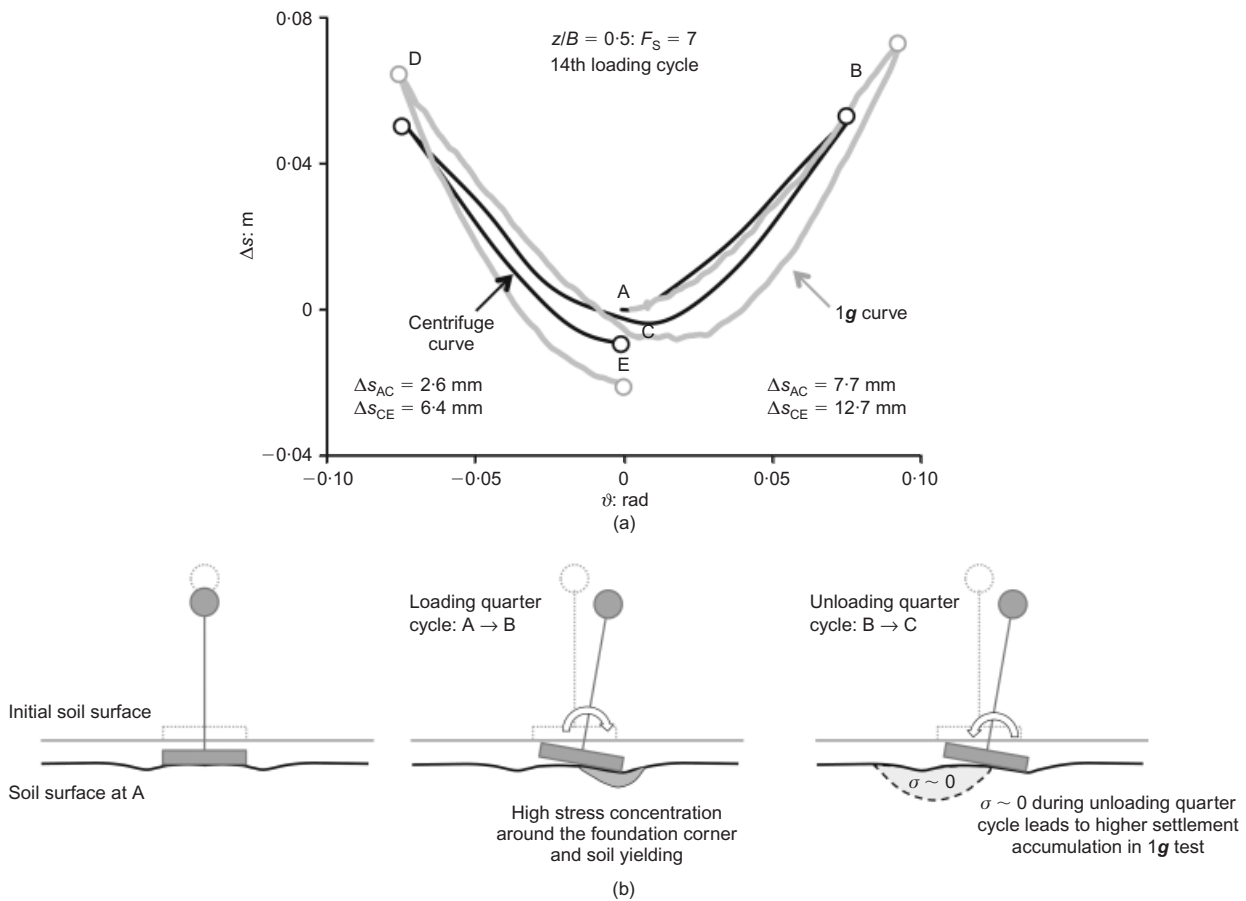 0·08
0·04
0
−0·04
Δs: m
−0·10
−0·05
0
0·05
0·10
ϑ: rad
(a)
z/B = 0·5: F_S = 7
14th loading cycle
D
B
A
C
E
Centrifuge
curve
1g curve
Δs_AC = 2·6 mm
Δs_CE = 6·4 mm
Δs_AC = 7·7 mm
Δs_CE = 12·7 mm
Initial soil surface
Soil surface at A
Loading quarter
cycle: A → B
High stress concentration
around the foundation corner
and soil yielding
Unloading quarter
cycle: B → C
σ ~ 0
σ ~ 0 during unloading quarter
cycle leads to higher settlement
accumulation in 1g test
(b)